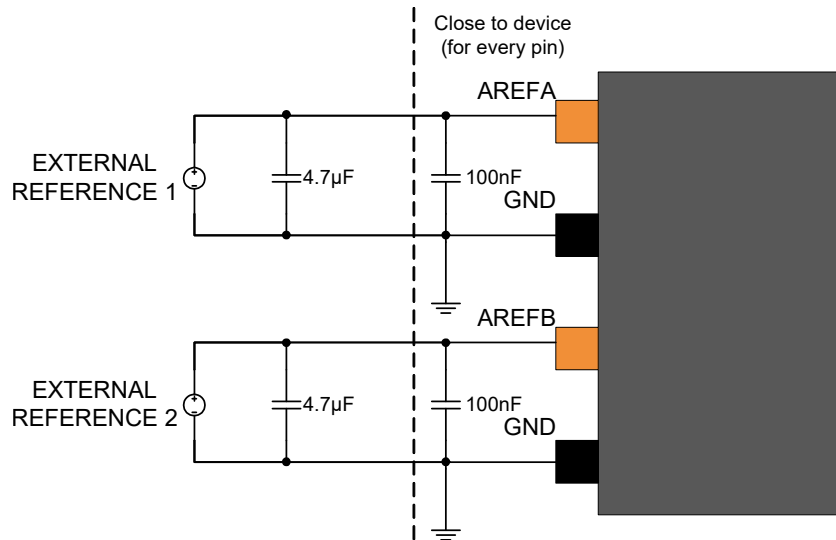 Close to device
(for every pin)
AREFA
EXTERNAL
REFERENCE 1
4.7µF
100nF
GND
AREFB
EXTERNAL
REFERENCE 2
4.7µF
100nF
GND